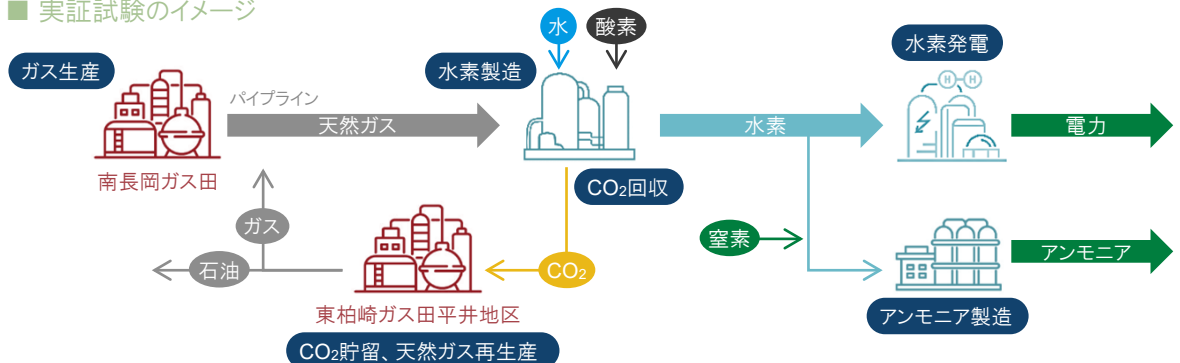 ■ 実証試験のイメージ
水
酸素
水素発電
ガス生産
水素製造
H
H
パイプライン
天然ガス
水素
電力
南長岡ガス田
CO₂回収
ガス
窒素
アンモニア
石油
CO₂
東柏崎ガス田平井地区
アンモニア製造
CO₂貯留、天然ガス再生産